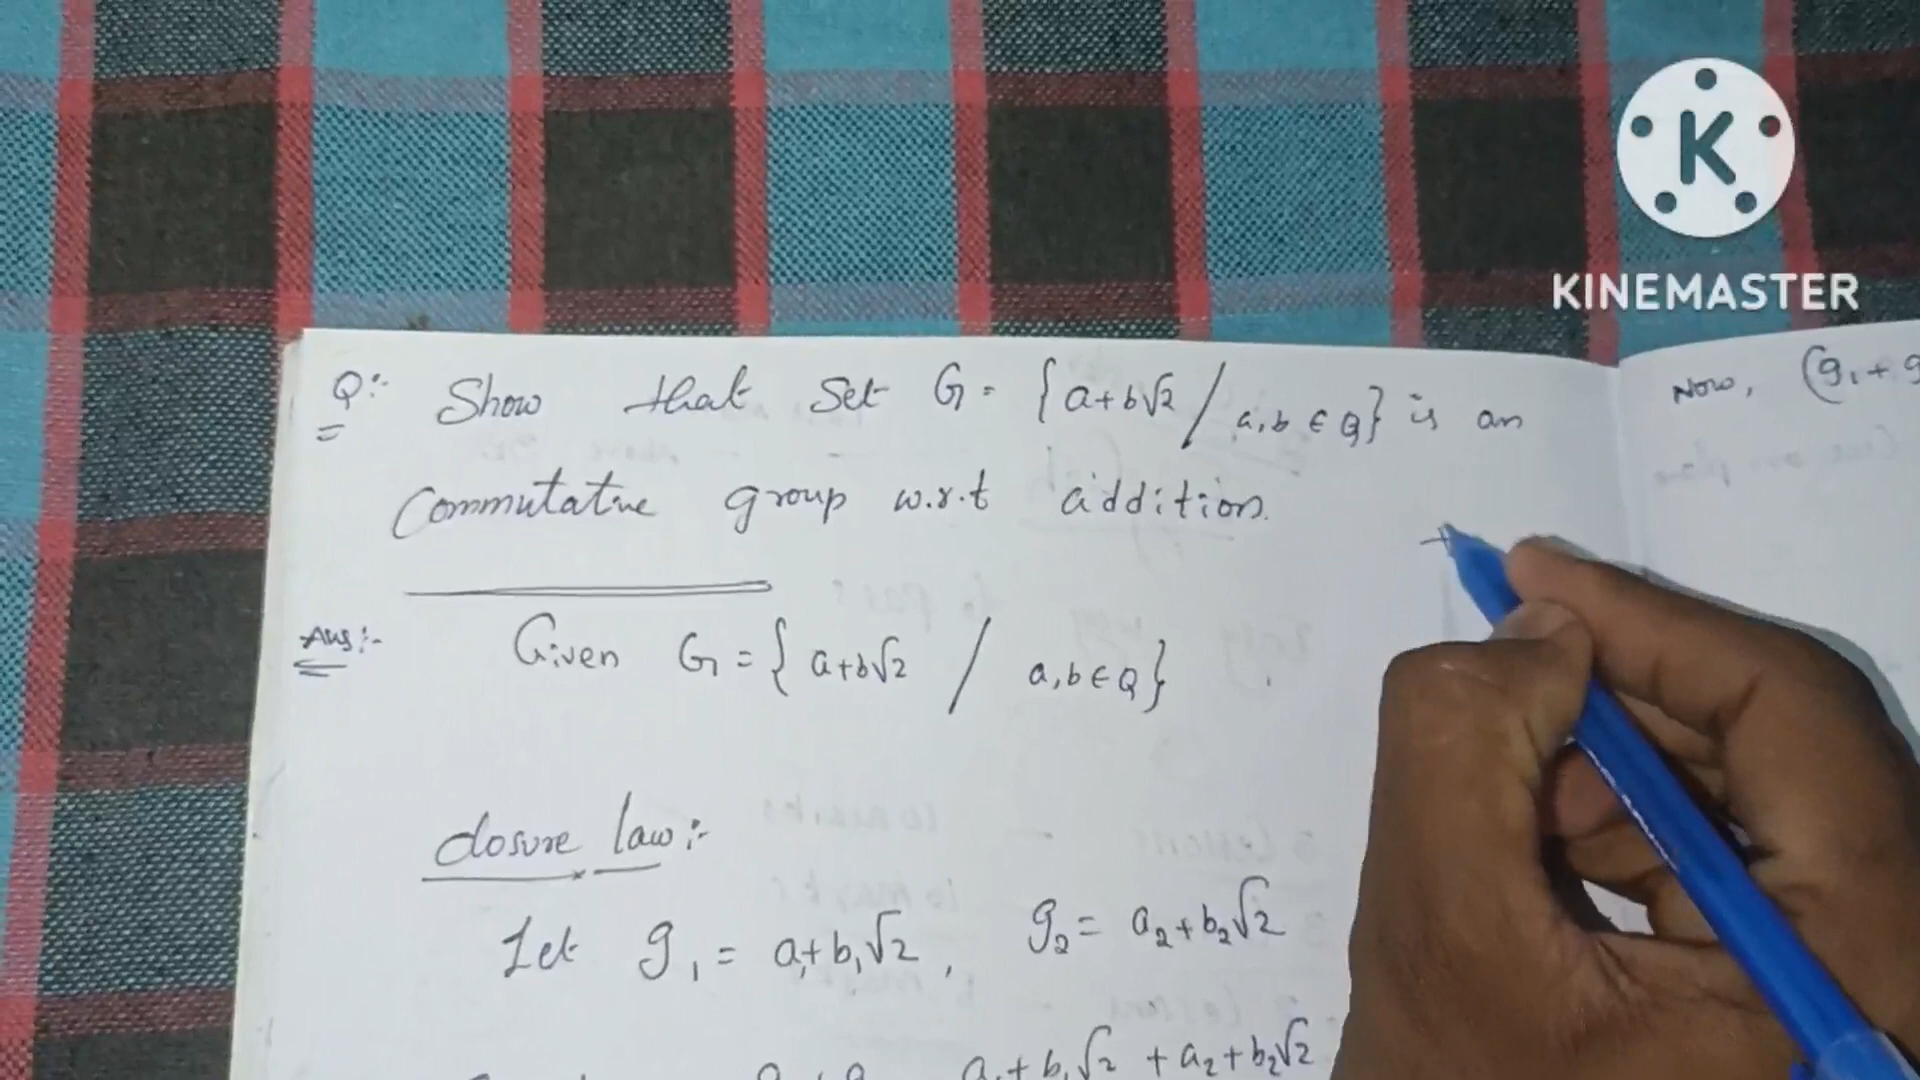 KINEMASTER
Q:- Show that Set G = {a+b√2 / a,b ∈ Q} is an
Commutative group w.r.t addition.
Ans:- Given G = { a+b√2 / a,b ∈ Q}
closure law:-
Let g₁ = a₁+b₁√2, g₂ = a₂+b₂√2
a₁+b₁√2 + a₂+b₂√2
Now, (g₁+g